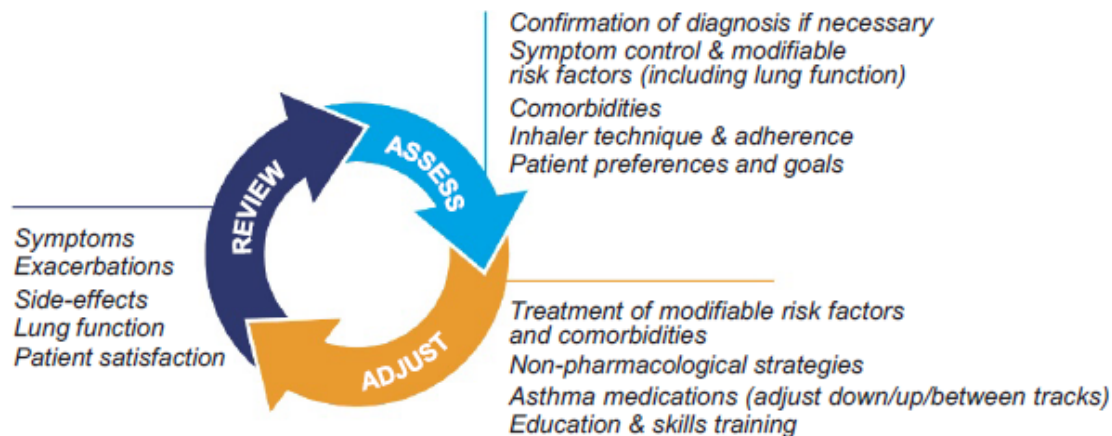 Confirmation of diagnosis if necessary
Symptom control & modifiable
risk factors (including lung function)
Comorbidities
Inhaler technique & adherence
Patient preferences and goals
REVIEW
ASSESS
ADJUST
Symptoms
Exacerbations
Side-effects
Lung function
Patient satisfaction
Treatment of modifiable risk factors
and comorbidities
Non-pharmacological strategies
Asthma medications (adjust down/up/between tracks)
Education & skills training